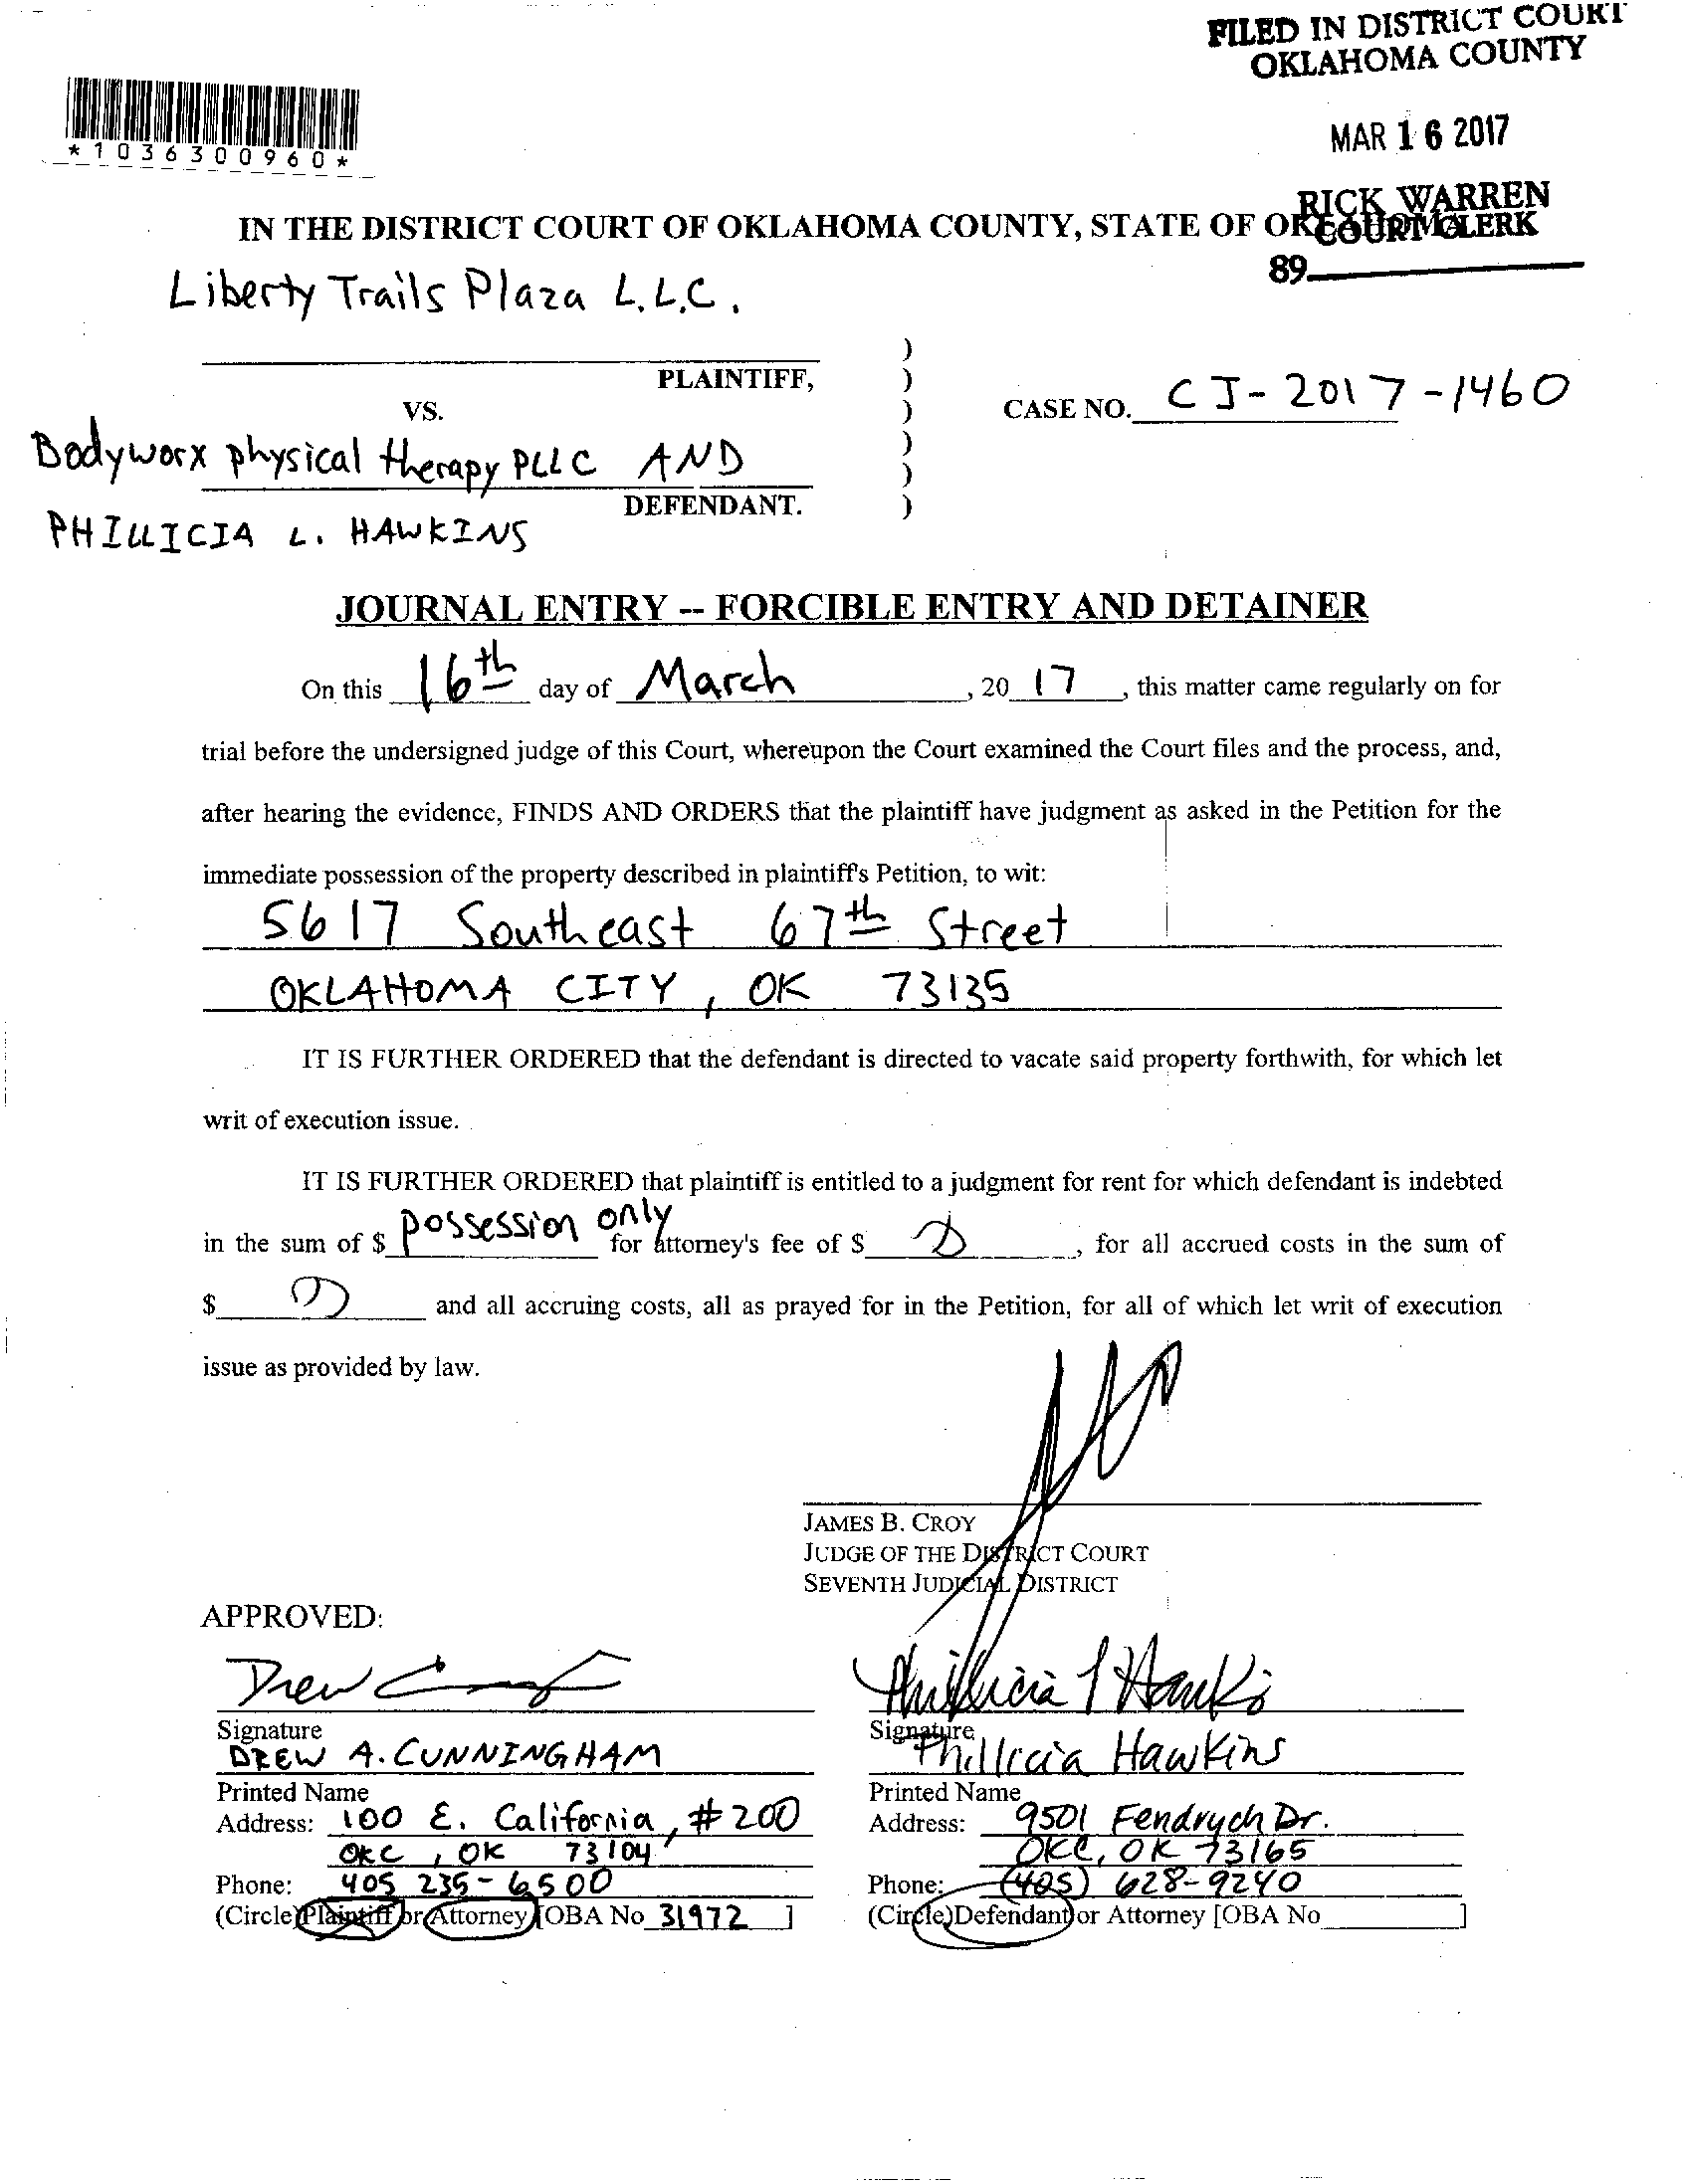 FILED IN DISTRICT COURT
OKLAHOMA COUNTY
MAR 16 2017
RICK WARREN
COURT CLERK
89
*1036300960*
IN THE DISTRICT COURT OF OKLAHOMA COUNTY, STATE OF OKLAHOMA
Liberty Trails Plaza L.L.C.
PLAINTIFF,
VS.
CASE NO. CJ-2017-1460
Bodyworx physical therapy PLLC AND
DEFENDANT.
PHILLICIA L. HAWKINS
)
)
)
)
)
)
JOURNAL ENTRY -- FORCIBLE ENTRY AND DETAINER
On this 16th day of March, 2017, this matter came regularly on for
trial before the undersigned judge of this Court, whereupon the Court examined the Court files and the process, and,
after hearing the evidence, FINDS AND ORDERS that the plaintiff have judgment as asked in the Petition for the
immediate possession of the property described in plaintiff's Petition, to wit:
5617 Southeast 67th Street
OKLAHOMA CITY, OK 73135
IT IS FURTHER ORDERED that the defendant is directed to vacate said property forthwith, for which let
writ of execution issue.
IT IS FURTHER ORDERED that plaintiff is entitled to a judgment for rent for which defendant is indebted
in the sum of $ possession only for attorney's fee of $ , for all accrued costs in the sum of
$ and all accruing costs, all as prayed for in the Petition, for all of which let writ of execution
issue as provided by law.
JAMES B. CROY
JUDGE OF THE DISTRICT COURT
SEVENTH JUDICIAL DISTRICT
APPROVED:
Drew
Signature
DREW A. CUNNINGHAM
Printed Name
Address: 100 E. California, #200
OKC, OK 73104
Phone: 405 235-6500
(Circle)Plaintiff or Attorney [OBA No 31972 ]
Phillicia L Hawkins
Signature
Phillicia Hawkins
Printed Name
Address: 9501 Fendrych Dr.
OKC, OK 73165
Phone: (405) 628-9240
(Circle)Defendant or Attorney [OBA No ]